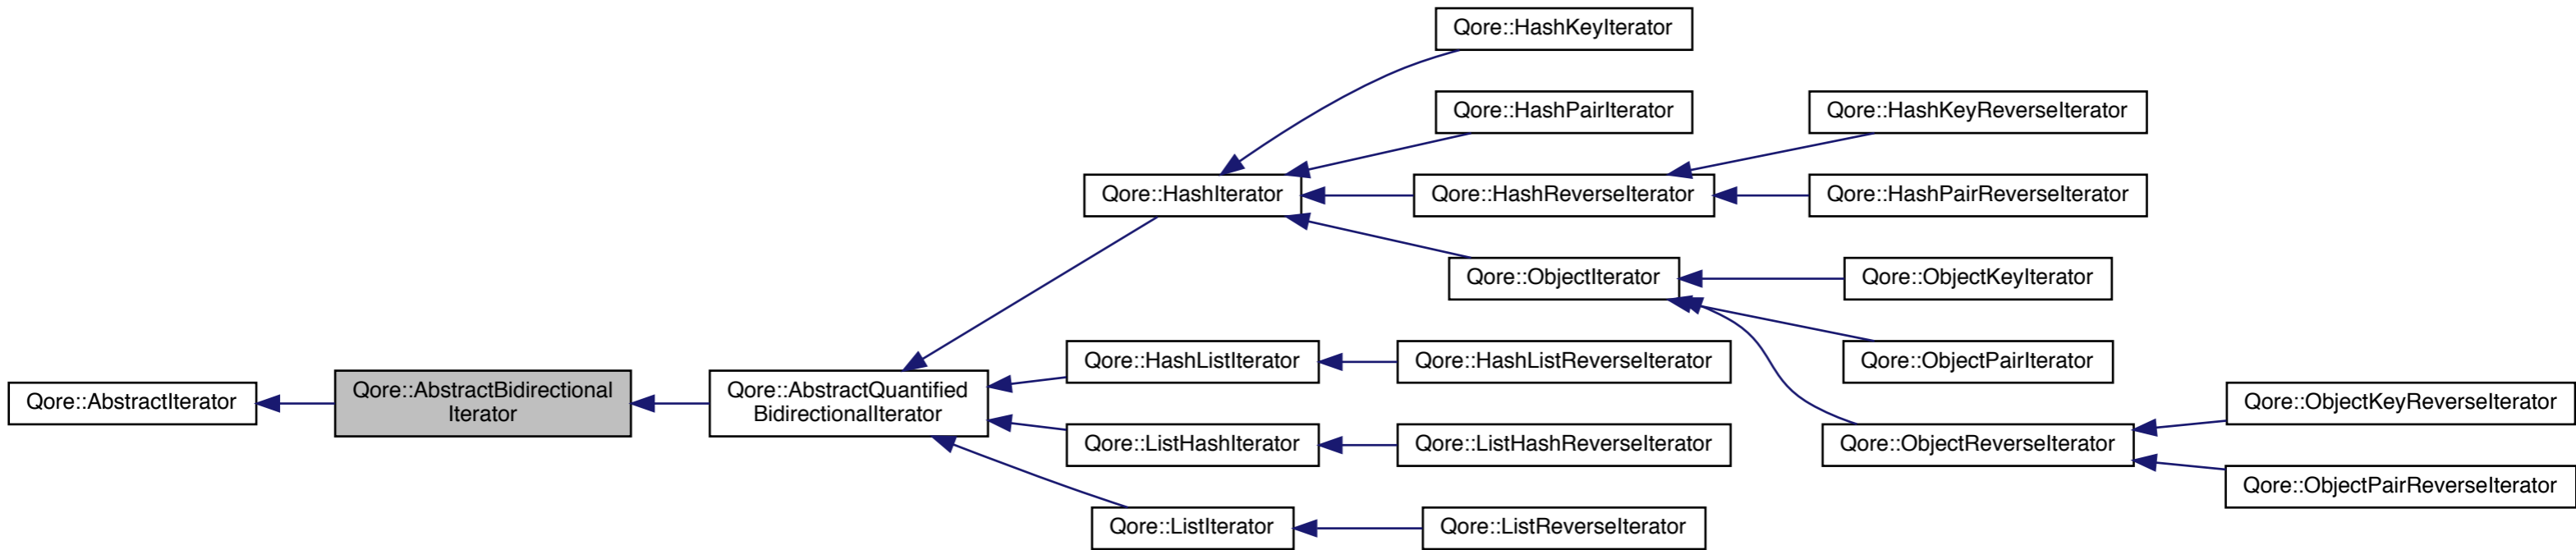 Qore::HashKeyIterator
Qore::HashPairIterator
Qore::HashKeyReverseIterator
Qore::HashIterator
Qore::HashReverseIterator
Qore::HashPairReverseIterator
Qore::ObjectIterator
Qore::ObjectKeyIterator
Qore::HashListIterator
Qore::HashListReverseIterator
Qore::ObjectPairIterator
Qore::AbstractIterator
Qore::AbstractBidirectional
Iterator
Qore::AbstractQuantified
BidirectionalIterator
Qore::ObjectKeyReverseIterator
Qore::ListHashIterator
Qore::ListHashReverseIterator
Qore::ObjectReverseIterator
Qore::ObjectPairReverseIterator
Qore::ListIterator
Qore::ListReverseIterator